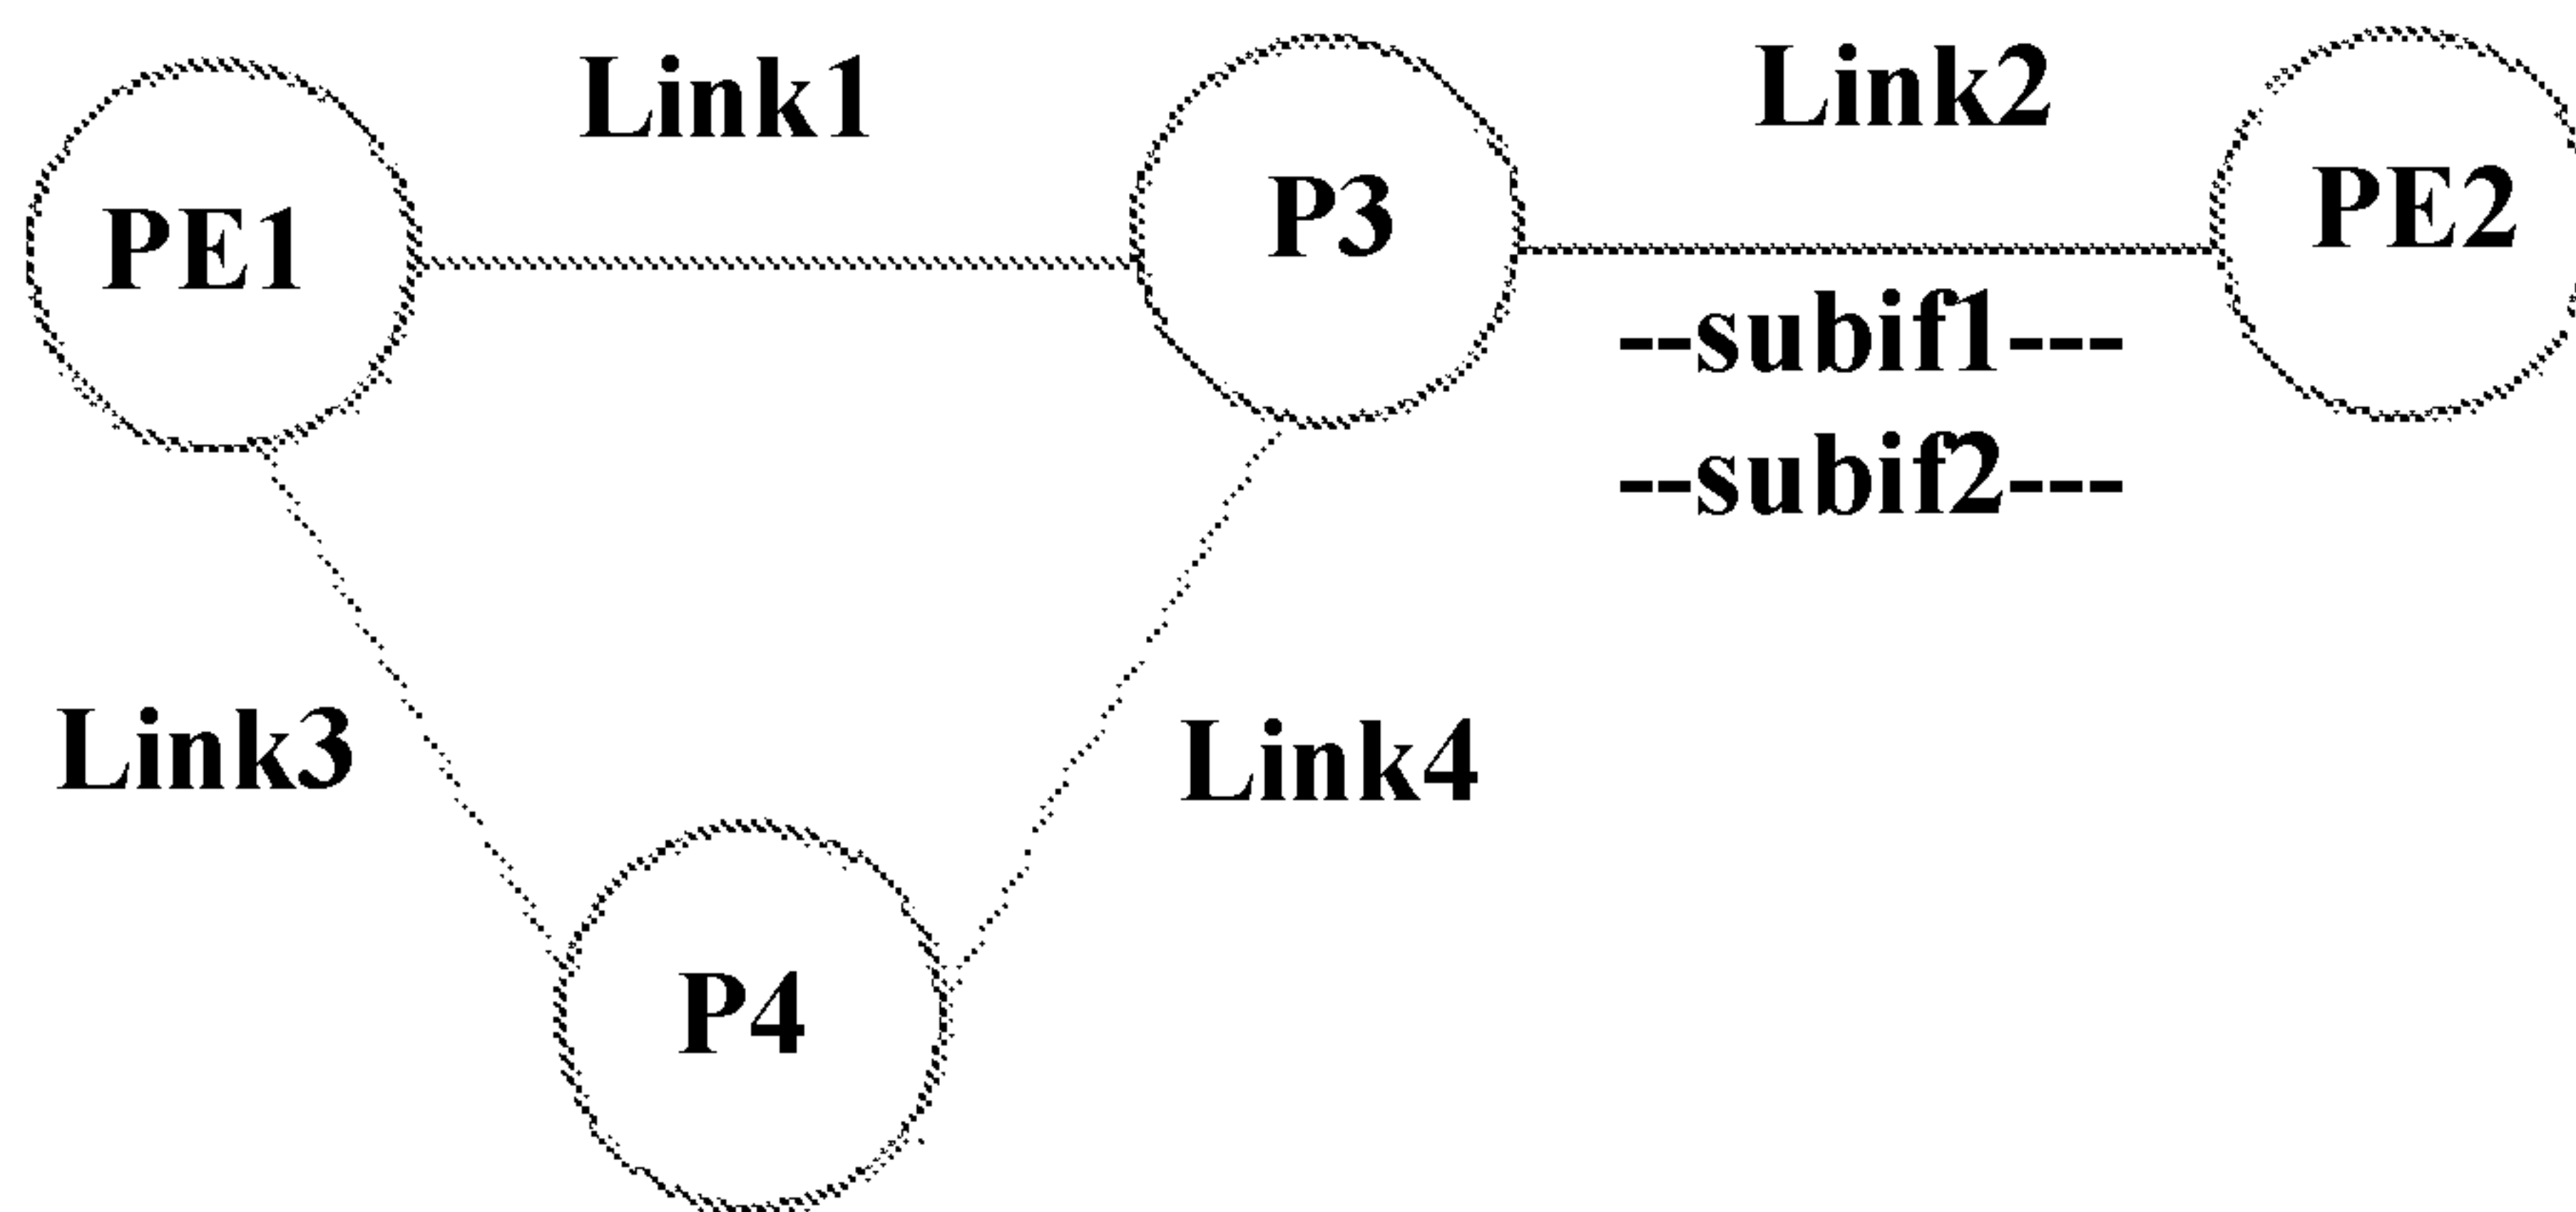 Link1
Link2
PE1
P3
PE2
--subif1---
--subif2---
Link3
Link4
P4